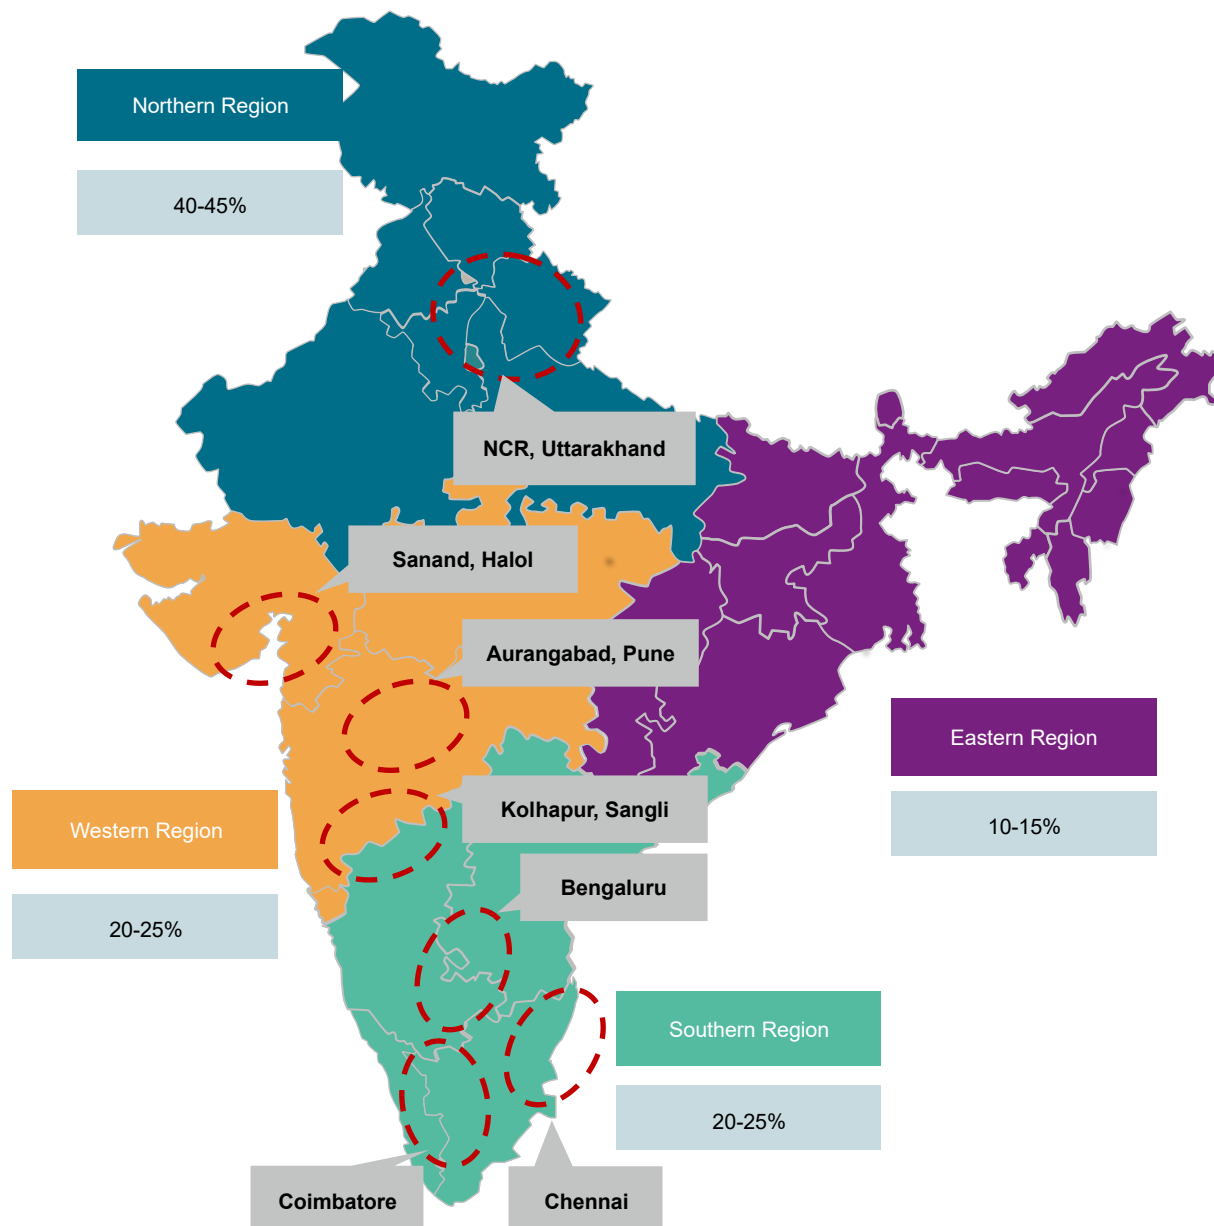 Northern Region
40-45%
NCR, Uttarakhand
Sanand, Halol
Aurangabad, Pune
Eastern Region
10-15%
Kolhapur, Sangli
Western Region
20-25%
Bengaluru
Southern Region
20-25%
Coimbatore
Chennai